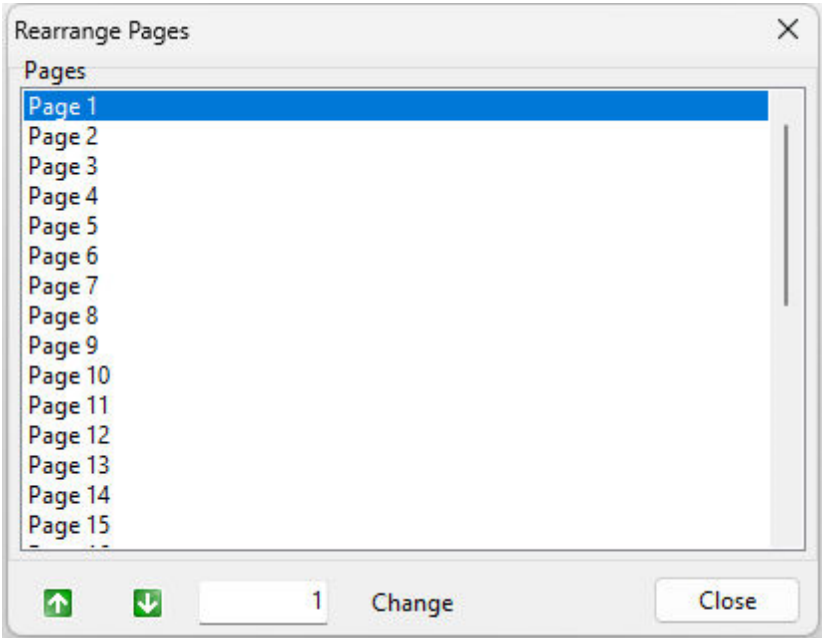 Rearrange Pages
Pages
Page 1
Page 2
Page 3
Page 4
Page 5
Page 6
Page 7
Page 8
Page 9
Page 10
Page 11
Page 12
Page 13
Page 14
Page 15
1 Change Close